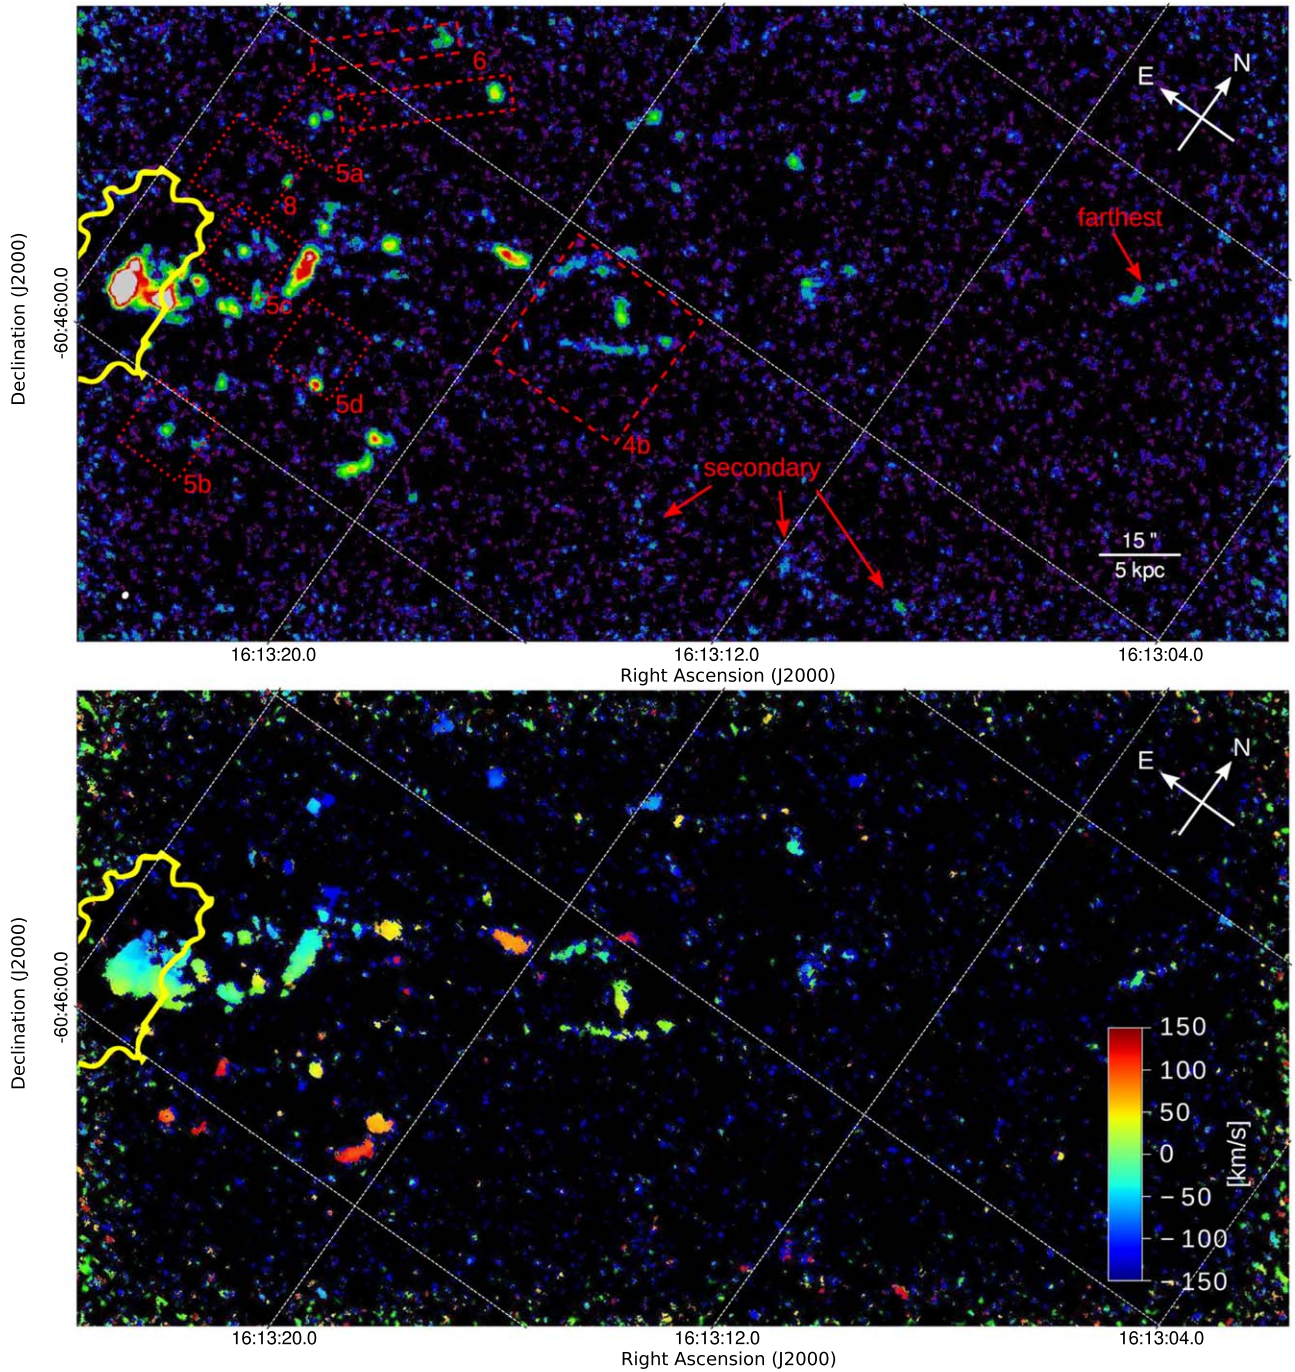 6
E
N
5a
8
farthest
Declination (J2000)
-60:46:00.0
5c
5d
4b
secondary
5b
15 "
5 kpc
16:13:20.0
16:13:12.0
16:13:04.0
Right Ascension (J2000)
E
N
Declination (J2000)
-60:46:00.0
150
100
50
0
−50
−100
−150
[km/s]
16:13:20.0
16:13:12.0
16:13:04.0
Right Ascension (J2000)